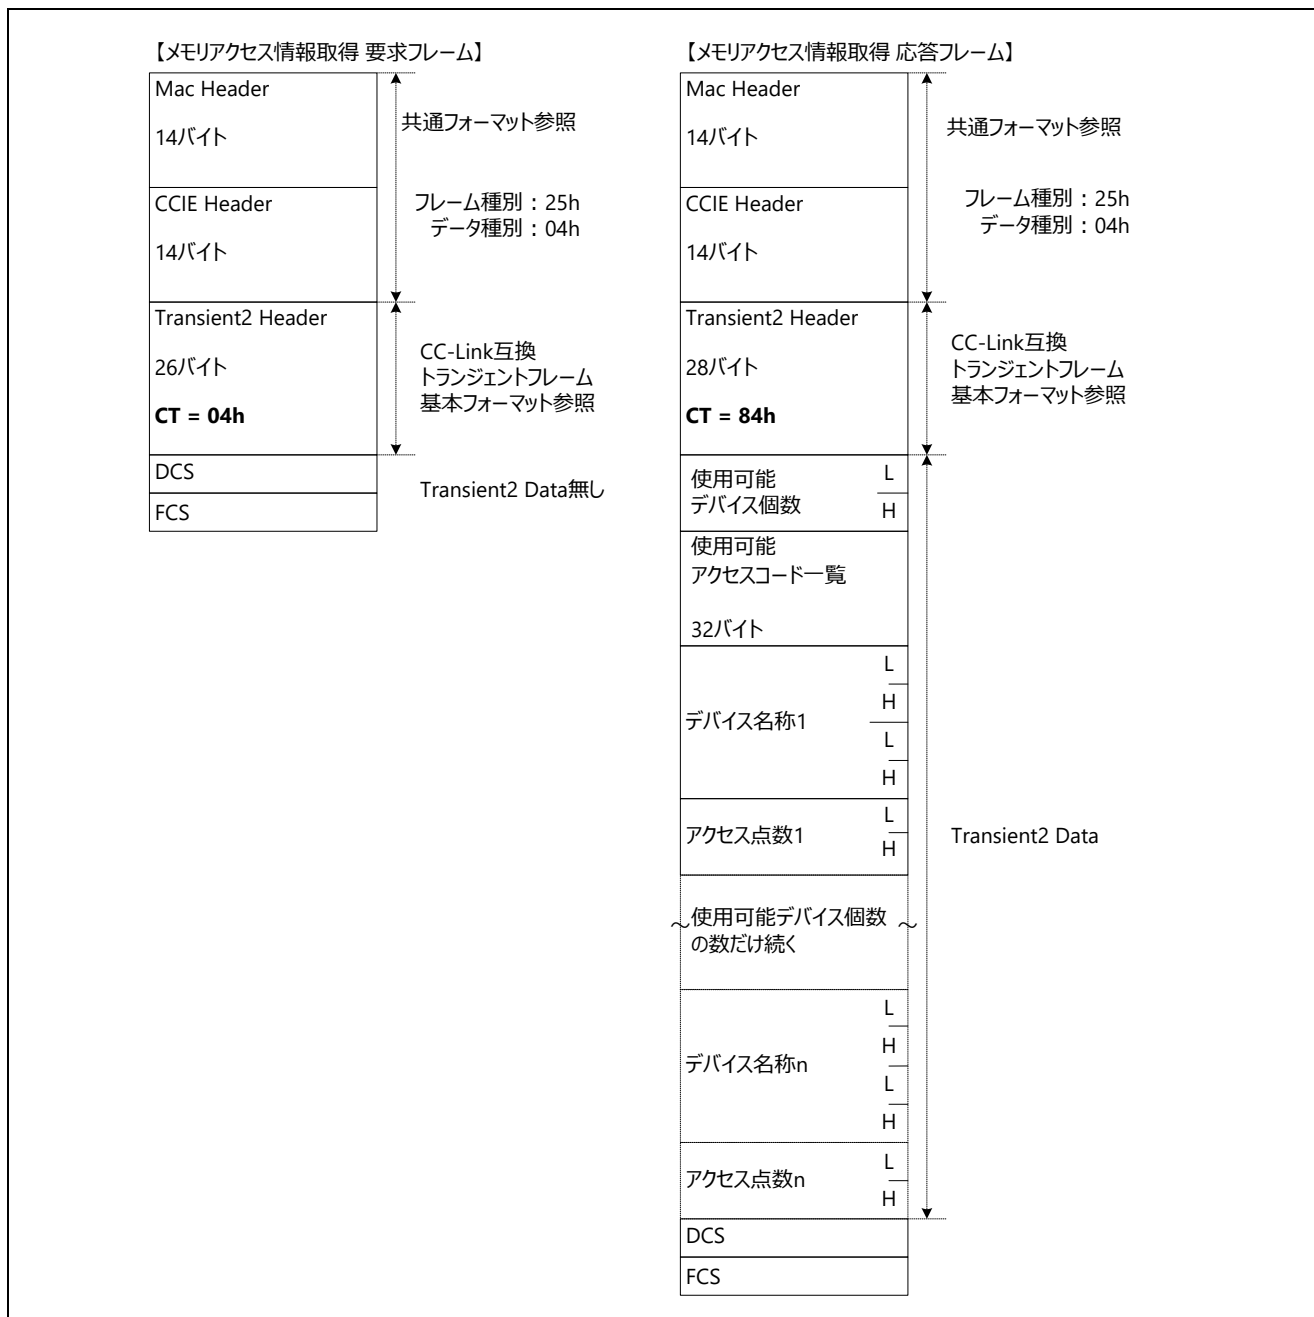 【メモリアクセス情報取得 要求フレーム】
Mac Header
14バイト
共通フォーマット参照
CCIE Header
14バイト
フレーム種別：25h
データ種別：04h
Transient2 Header
26バイト
CT = 04h
CC-Link互換
トランジェントフレーム
基本フォーマット参照
DCS
FCS
Transient2 Data無し
【メモリアクセス情報取得 応答フレーム】
Mac Header
14バイト
共通フォーマット参照
CCIE Header
14バイト
フレーム種別：25h
データ種別：04h
Transient2 Header
28バイト
CT = 84h
CC-Link互換
トランジェントフレーム
基本フォーマット参照
使用可能
デバイス個数
L
H
使用可能
アクセスコード一覧
32バイト
デバイス名称1
L
H
L
H
アクセス点数1
L
H
Transient2 Data
～使用可能デバイス個数～
の数だけ続く
デバイス名称n
L
H
L
H
アクセス点数n
L
H
DCS
FCS